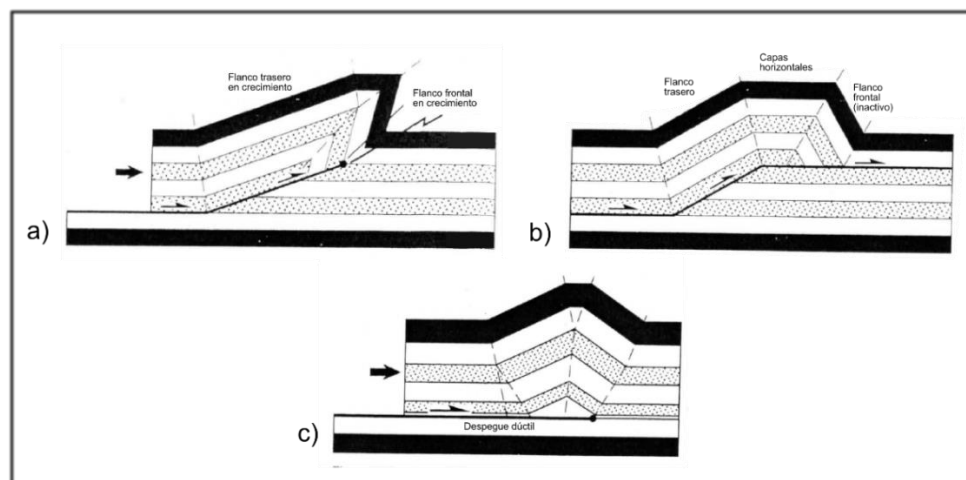 Flanco trasero
en crecimiento
Flanco frontal
en crecimiento
a)
Capas
horizontales
Flanco
trasero
Flanco
frontal
(inactivo)
b)
Despegue dúctil
c)